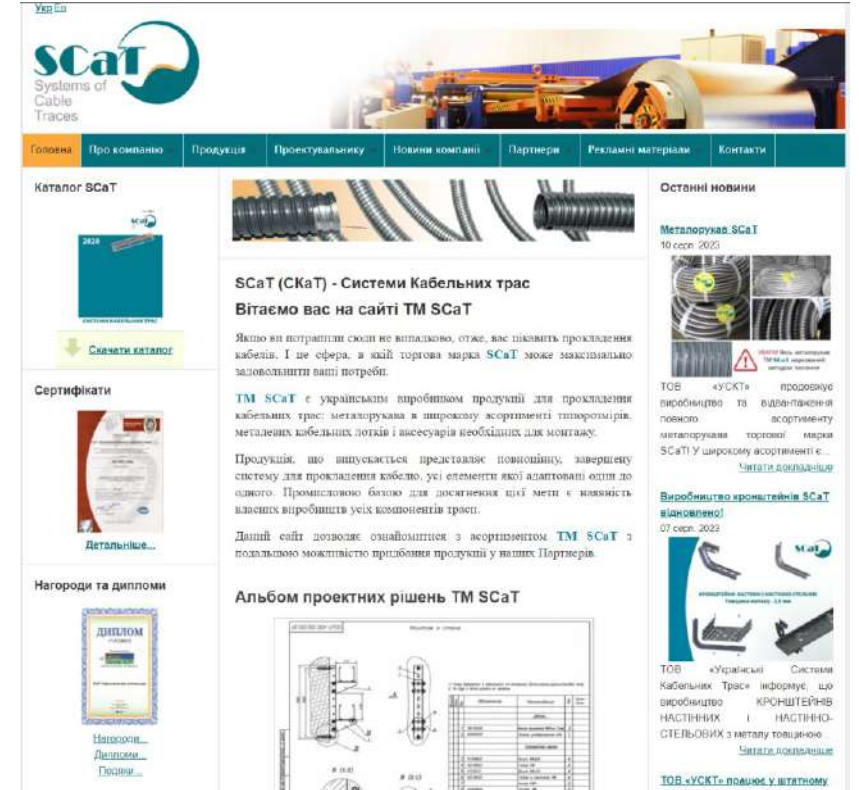 Укр En
SCaT
Systems of
Cable
Traces
Головна
Про компанію
Продукція
Проектувальнику
Новини компанії
Партнери
Рекламні матеріали
Контакти
Каталог SCaT
SCaT
2020
СИСТЕМИ КАБЕЛЬНИХ ТРАС
Скачати каталог
Сертифікати
Детальніше...
Нагороди та дипломи
ДИПЛОМ
Нагороди...
Дипломи...
Подяки...
SCaT (СКаТ) - Системи Кабельних трас
Вітаємо вас на сайті ТМ SCaT
Якщо ви потрапили сюди не випадково, отже, вас цікавить прокладення
кабелів. І це сфера, в якій торгова марка SCaT може максимально
задовольнити ваші потреби.
ТМ SCaT є українським виробником продукції для прокладення
кабельних трас: металорукава в широкому асортименті типорозмірів,
металевих кабельних лотків і аксесуарів необхідних для монтажу.
Продукція, що випускається представляє повноцінну, завершену
систему для прокладення кабелю, усі елементи якої адаптовані один до
одного. Промисловою базою для досягнення цієї мети є наявність
власних виробництв усіх компонентів траси.
Даний сайт дозволяє ознайомитися з асортиментом ТМ SCaT з
подальшою можливістю придбання продукції у наших Партнерів.
Альбом проектних рішень ТМ SCaT
Останні новини
Металорукав SCaT
10 серп. 2023
ТОВ «УСКТ» продовжує
виробництво та відвантаження
повного асортименту
металорукава торгової марки
SCaT! У широкому асортименті є...
Читати докладніше
Виробництво кронштейнів SCaT
відновлено!
07 серп. 2023
SCaT
ТОВ «Українські Системи
Кабельних Трас» інформує, що
виробництво КРОНШТЕЙНІВ
НАСТІННИХ і НАСТІННО-
СТЕЛЬОВИХ з металу товщиною...
Читати докладніше
ТОВ «УСКТ» працює у штатному